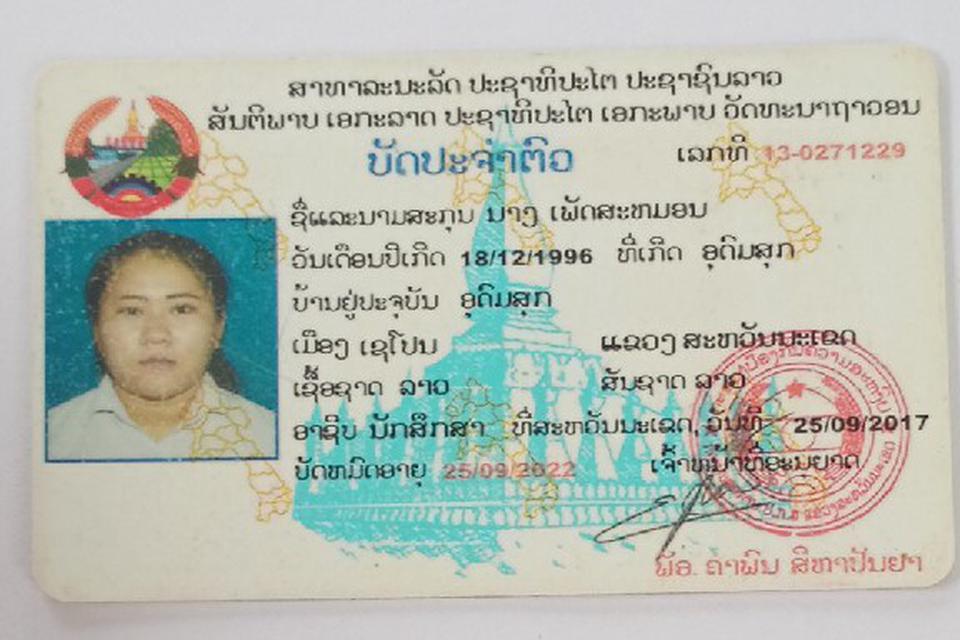 ສາທາລະນະລັດ ປະຊາທິປະໄຕ ປະຊາຊົນລາວ
ສັນຕິພາບ ເອກະລາດ ປະຊາທິປະໄຕ ເອກະພາບ ວັດທະນາຖາວອນ
ບັດປະຈຳຕົວ
ເລກທີ 13-0271229
ຊື່ແລະນາມສະກຸນ ນາງ ເພັດສະຫມອນ
ວັນເດືອນປີເກີດ 18/12/1996 ທີ່ເກີດ ອຸດົມສຸກ
ບ້ານຢູ່ປະຈຸບັນ ອຸດົມສຸກ
ເມືອງ ເຊໂປນ ແຂວງ ສະຫວັນນະເຂດ
ເຊື້ອຊາດ ລາວ ສັນຊາດ ລາວ
ອາຊີບ ນັກສຶກສາ ທີ່ສະຫວັນນະເຂດ, ວັນທີ 25/09/2017
ບັດຫມົດອາຍຸ 25/09/2022 ເຈົ້າຫນ້າທີ່ອະນຸຍາດ
ພັອ. ຄຳພົນ ສີຫາປັນຍາ